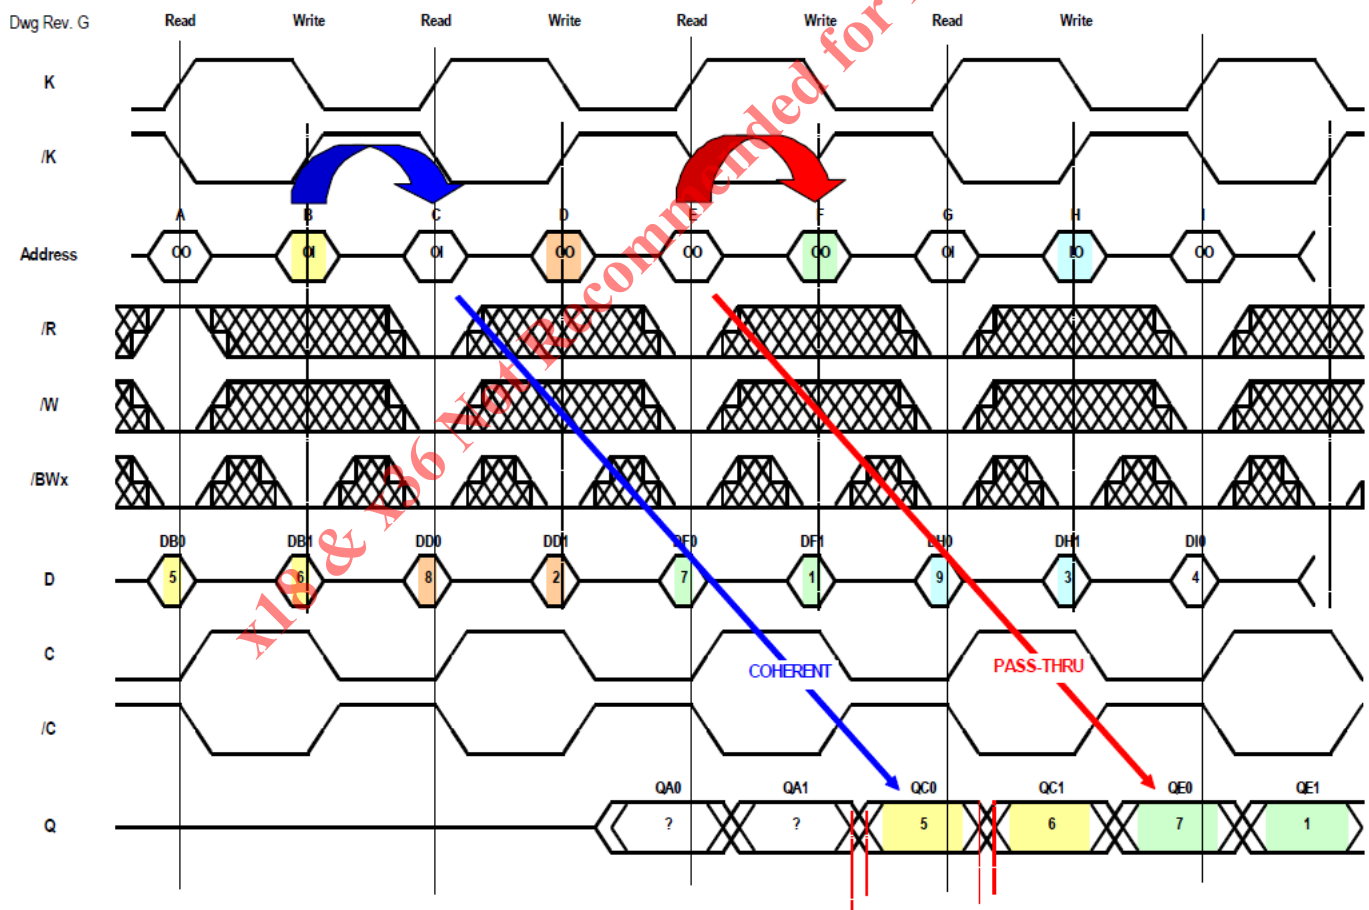 Dwg Rev. G Read Write Read Write Read Write Read Write
K
/K
A B C D E F G H I
Address OO OI OI OO OO OO OI IO OO
/R
/W
/BWx
DB0 DB1 DD0 DD1 DF0 DF1 DH0 DH1 DI0
D 5 6 8 2 7 1 9 3 4
C
COHERENT PASS-THRU
/C
QA0 QA1 QC0 QC1 QE0 QE1
Q ? ? 5 6 7 1
x18 & x36 Not Recommended for